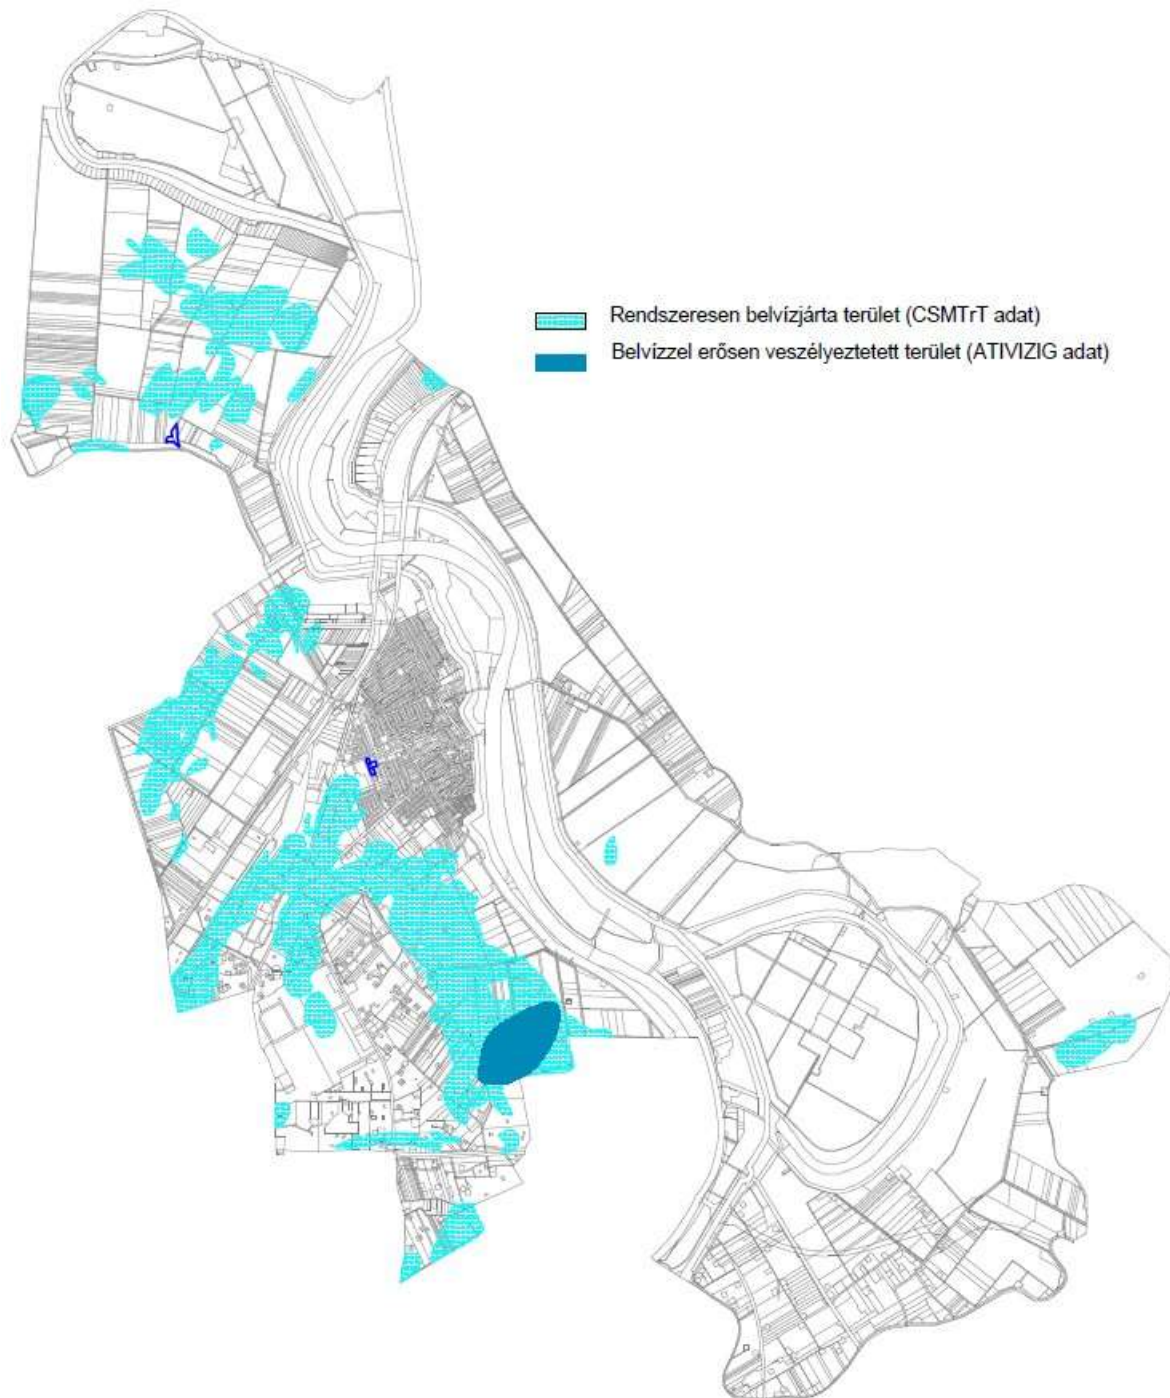 Rendszeresen belvízjárta terület (CSMTrT adat)
Belvízzel erősen veszélyeztetett terület (ATIVIZIG adat)